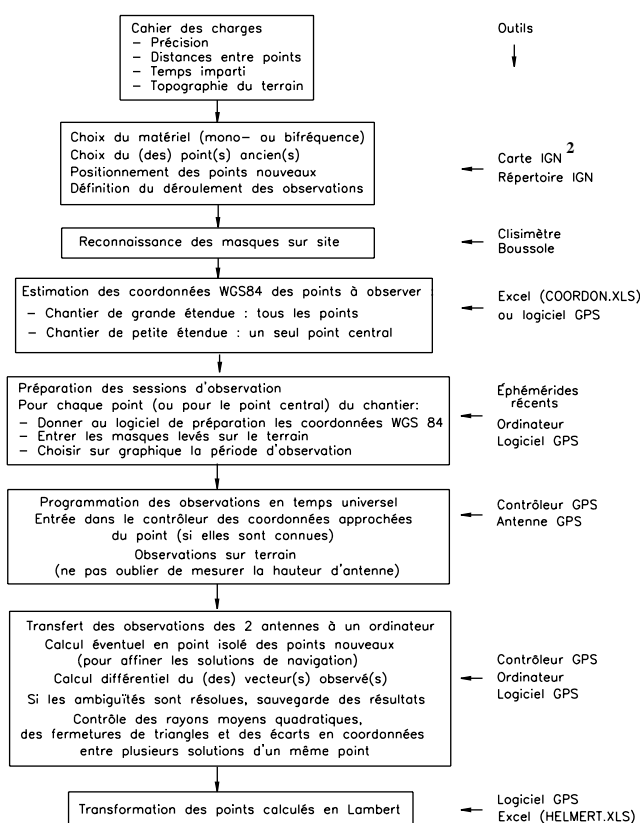 Cahier des charges
– Précision
– Distances entre points
– Temps imparti
– Topographie du terrain
Outils
Choix du matériel (mono– ou bifréquence)
Choix du (des) point(s) ancien(s)
Positionnement des points nouveaux
Définition du déroulement des observations
Carte IGN 2
Répertoire IGN
Reconnaissance des masques sur site
Clisimètre
Boussole
Estimation des coordonnées WGS84 des points à observer :
– Chantier de grande étendue : tous les points
– Chantier de petite étendue : un seul point central
Excel (COORDON.XLS)
ou logiciel GPS
Préparation des sessions d'observation
Pour chaque point (ou pour le point central) du chantier:
– Donner au logiciel de préparation les coordonnées WGS 84
– Entrer les masques levés sur le terrain
– Choisir sur graphique la période d'observation
Éphémérides
récents
Ordinateur
Logiciel GPS
Programmation des observations en temps universel
Entrée dans le contrôleur des coordonnées approchées
du point (si elles sont connues)
Observations sur terrain
(ne pas oublier de mesurer la hauteur d'antenne)
Contrôleur GPS
Antenne GPS
Transfert des observations des 2 antennes à un ordinateur
Calcul éventuel en point isolé des points nouveaux
(pour affiner les solutions de navigation)
Calcul différentiel du (des) vecteur(s) observé(s)
Si les ambiguïtés sont résolues, sauvegarde des résultats
Contrôle des rayons moyens quadratiques,
des fermetures de triangles et des écarts en coordonnées
entre plusieurs solutions d'un même point
Contrôleur GPS
Ordinateur
Logiciel GPS
Transformation des points calculés en Lambert
Logiciel GPS
Excel (HELMERT.XLS)